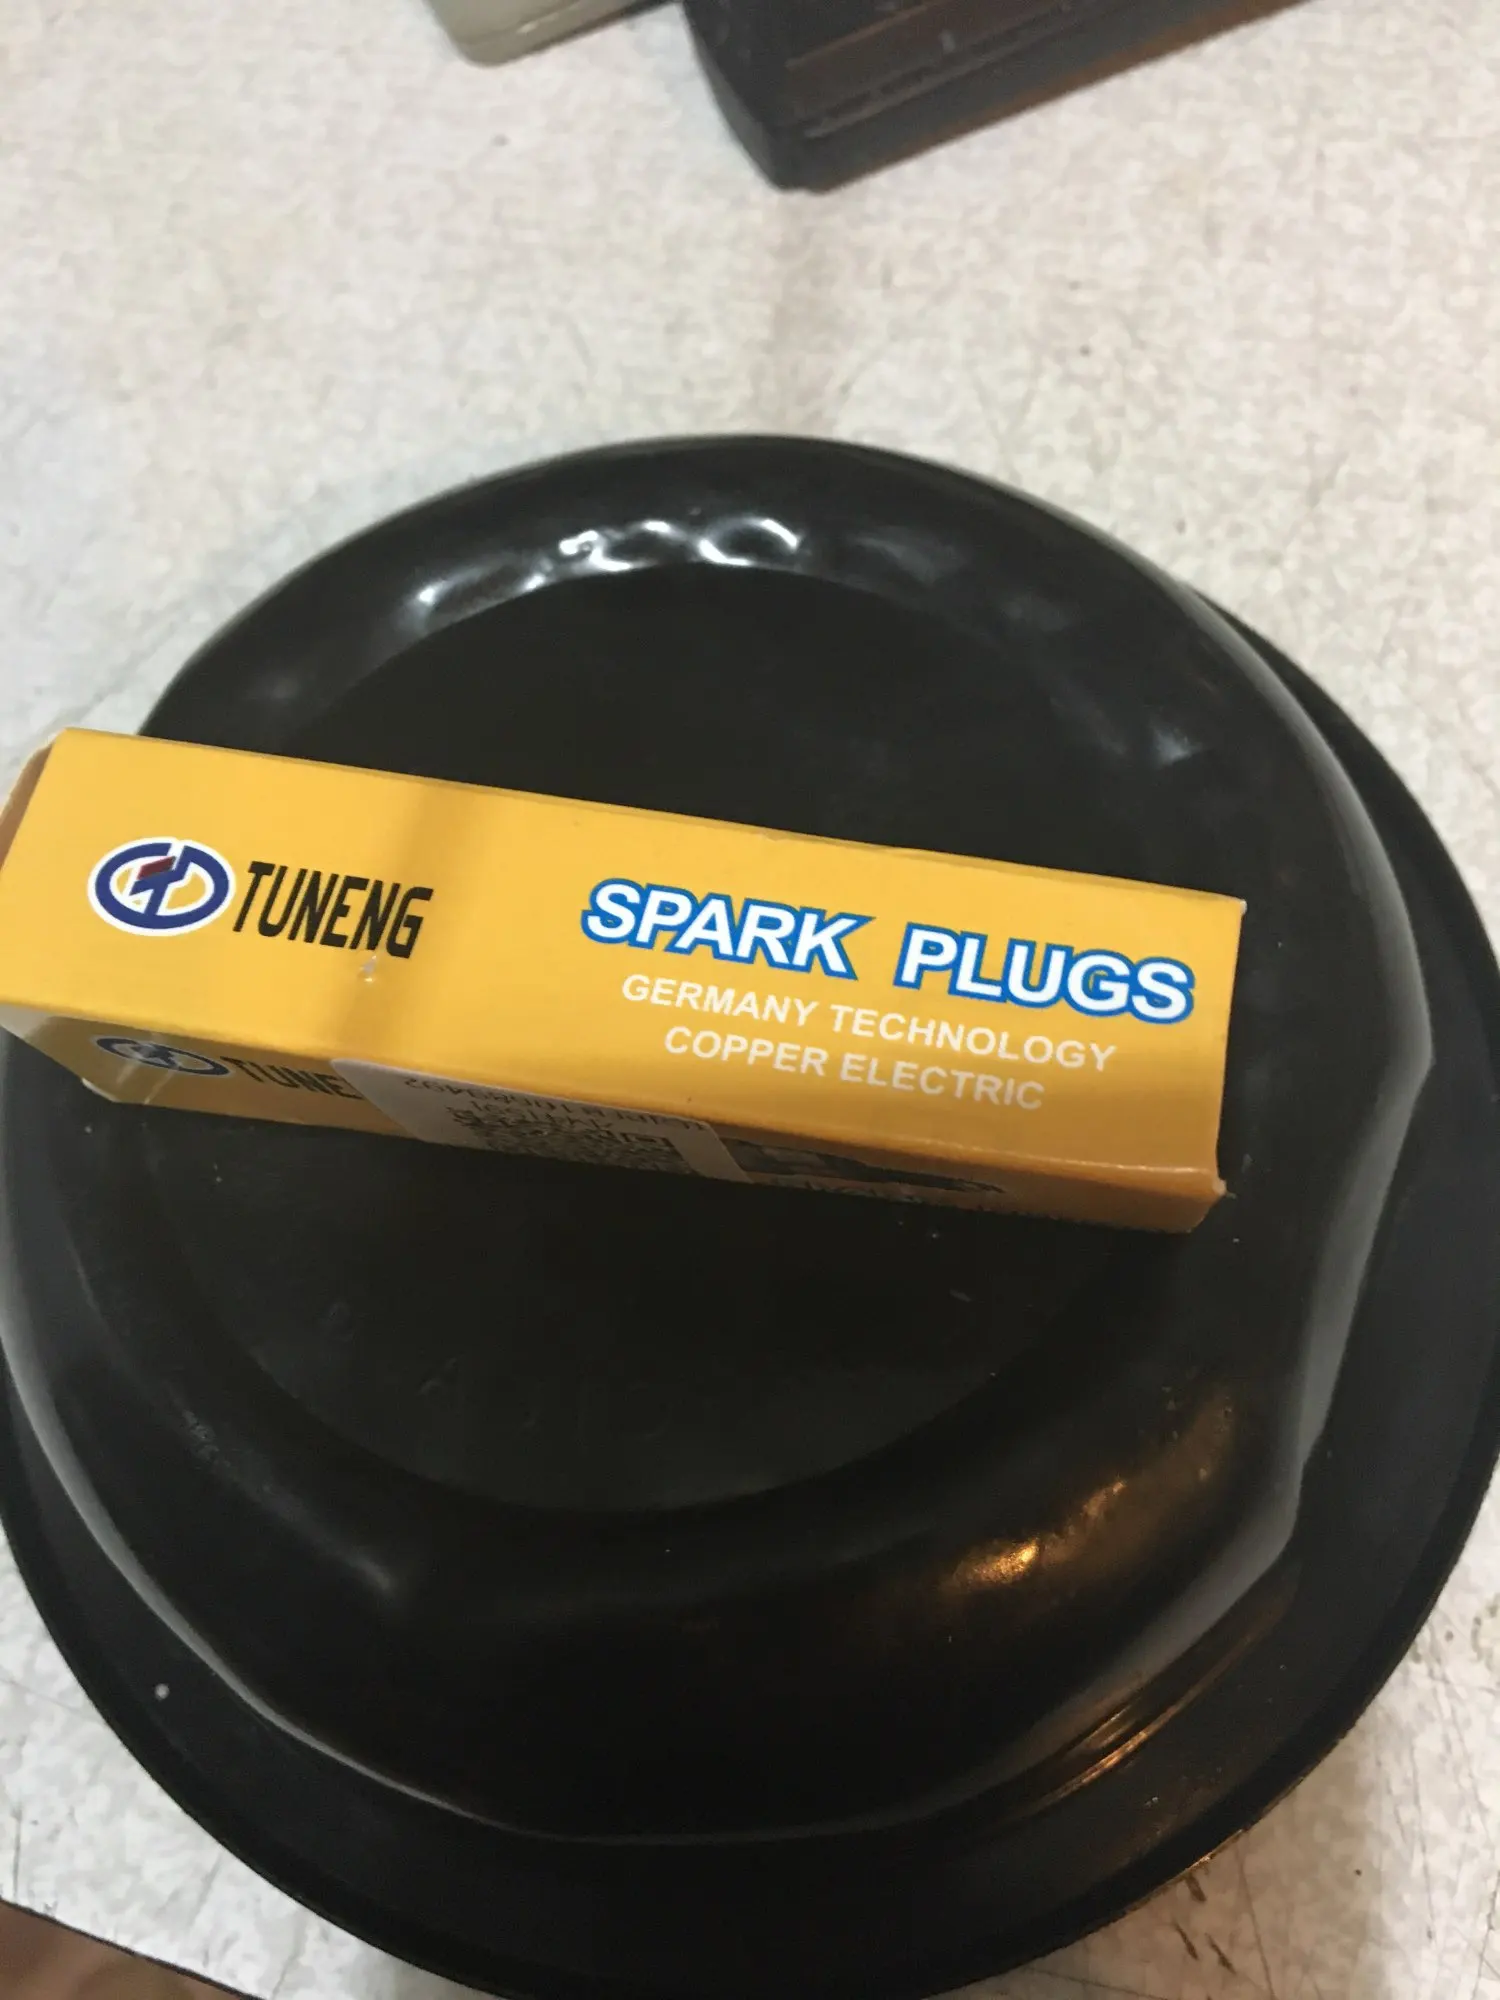 TUNENG
SPARK PLUGS
GERMANY TECHNOLOGY
COPPER ELECTRIC
TUNE